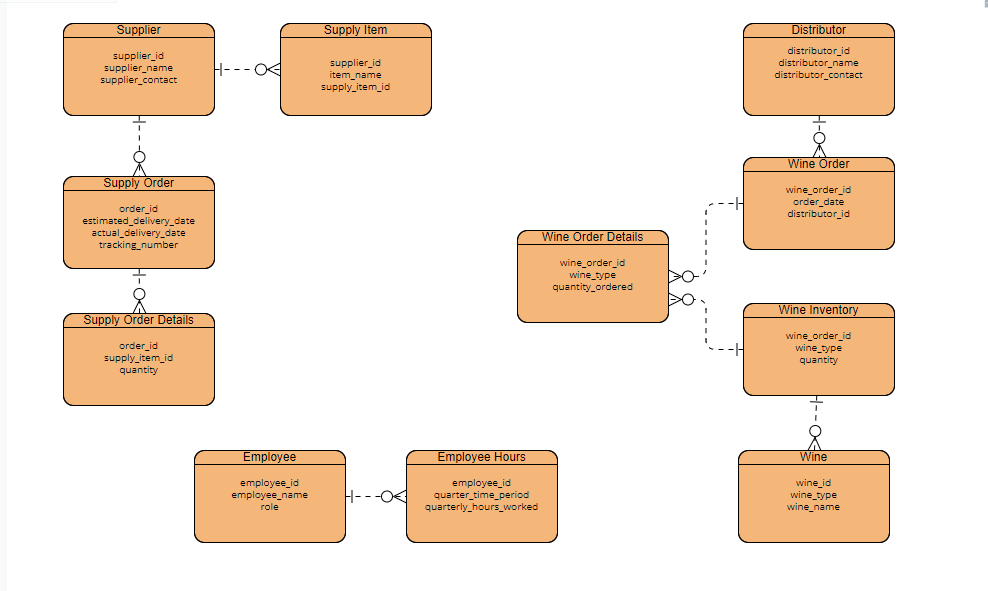 Supplier
supplier_id
supplier_name
supplier_contact
Supply Item
supplier_id
item_name
supply_item_id
Distributor
distributor_id
distributor_name
distributor_contact
Supply Order
order_id
estimated_delivery_date
actual_delivery_date
tracking_number
Wine Order
wine_order_id
order_date
distributor_id
Wine Order Details
wine_order_id
wine_type
quantity_ordered
Supply Order Details
order_id
supply_item_id
quantity
Wine Inventory
wine_order_id
wine_type
quantity
Employee
employee_id
employee_name
role
Employee Hours
employee_id
quarter_time_period
quarterly_hours_worked
Wine
wine_id
wine_type
wine_name